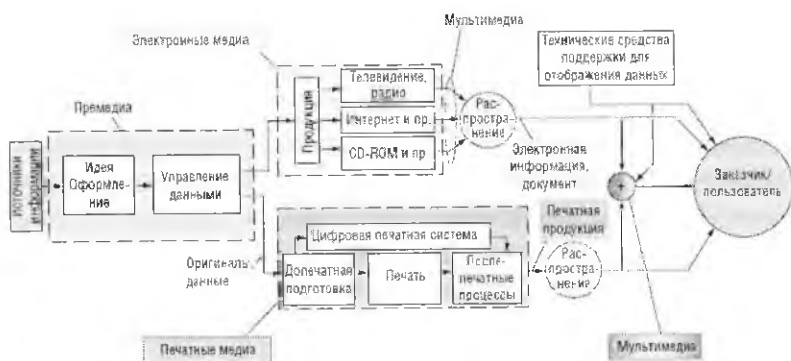 Мультимедиа
Электронные медиа
Технические средства
поддержки для
отображения данных
Телевидение,
радио
Продукция
Интернет и пр.
CD-ROM и пр
Рас-
простра-
нение
Электронная
информация,
документ
Премедиа
Источники
информации
Идея
Оформле-
ние
Управление
данными
Заказчик/
пользователь
+
Цифровая печатная система
Печатная
продукция
Оригиналь
данные
Допечатная
подготовка
Печать
После-
печатные
процессы
Рас-
простра-
нение
Печатные медиа
Мультимедиа